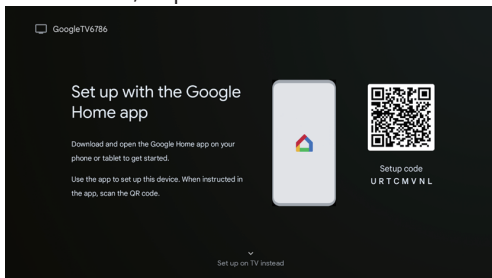 GoogleTV6786
Set up with the Google
Home app
Download and open the Google Home app on your
phone or tablet to get started.
Use the app to set up this device. When instructed in
the app, scan the QR code.
Setup code
URTCMVNL
Set up on TV instead